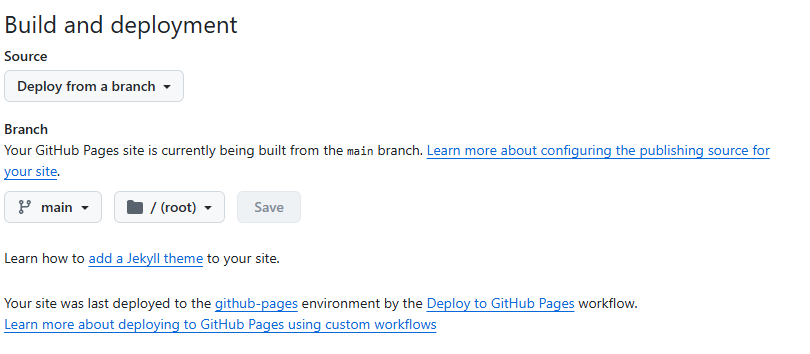 Build and deployment
Source
Deploy from a branch
Branch
Your GitHub Pages site is currently being built from the main branch. Learn more about configuring the publishing source for
your site.
main / (root) Save
Learn how to add a Jekyll theme to your site.
Your site was last deployed to the github-pages environment by the Deploy to GitHub Pages workflow.
Learn more about deploying to GitHub Pages using custom workflows